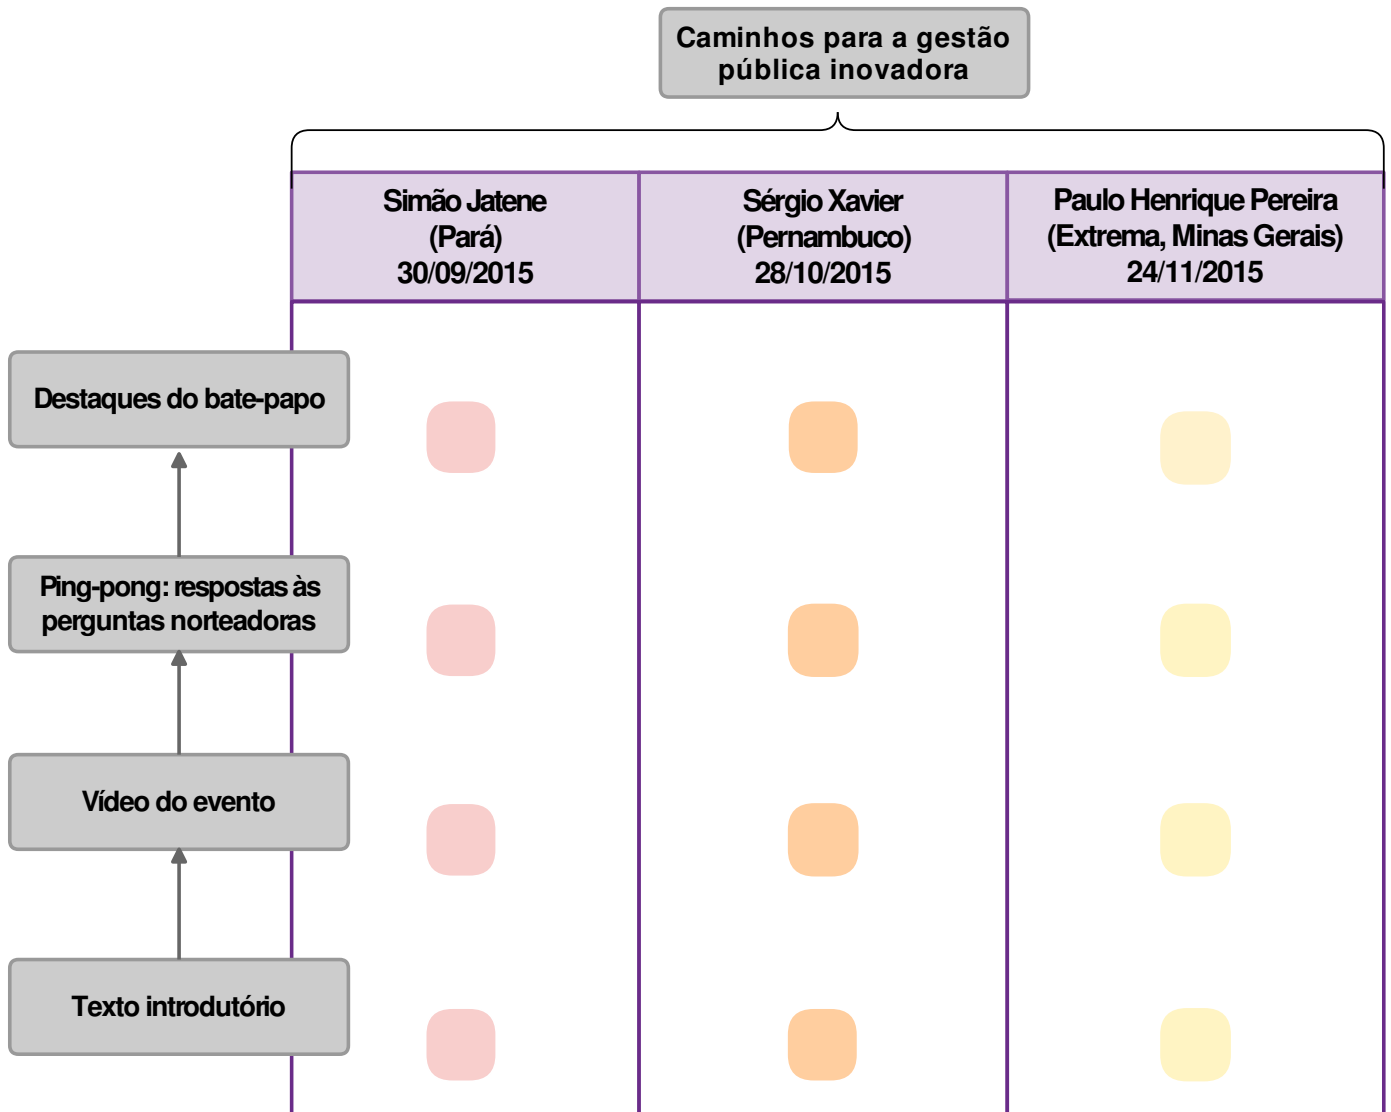 Caminhos para a gestão
pública inovadora
Simão Jatene
(Pará)
30/09/2015
Sérgio Xavier
(Pernambuco)
28/10/2015
Paulo Henrique Pereira
(Extrema, Minas Gerais)
24/11/2015
Destaques do bate-papo
Ping-pong: respostas às
perguntas norteadoras
Vídeo do evento
Texto introdutório